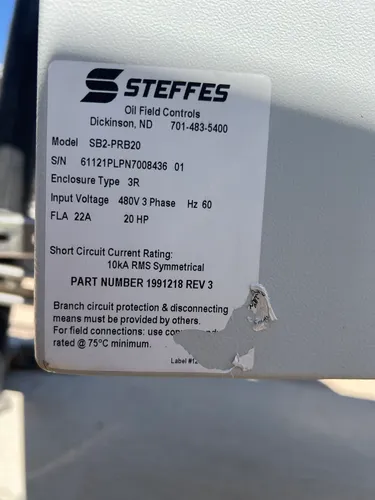 STEFFES
Oil Field Controls
Dickinson, ND 701-483-5400
Model SB2-PRB20
S/N 61121PLPN7008436 01
Enclosure Type 3R
Input Voltage 480V 3 Phase Hz 60
FLA 22A 20 HP
Short Circuit Current Rating:
10kA RMS Symmetrical
PART NUMBER 1991218 REV 3
Branch circuit protection & disconnecting
means must be provided by others.
For field connections: use
rated @ 75°C minimum.
Label